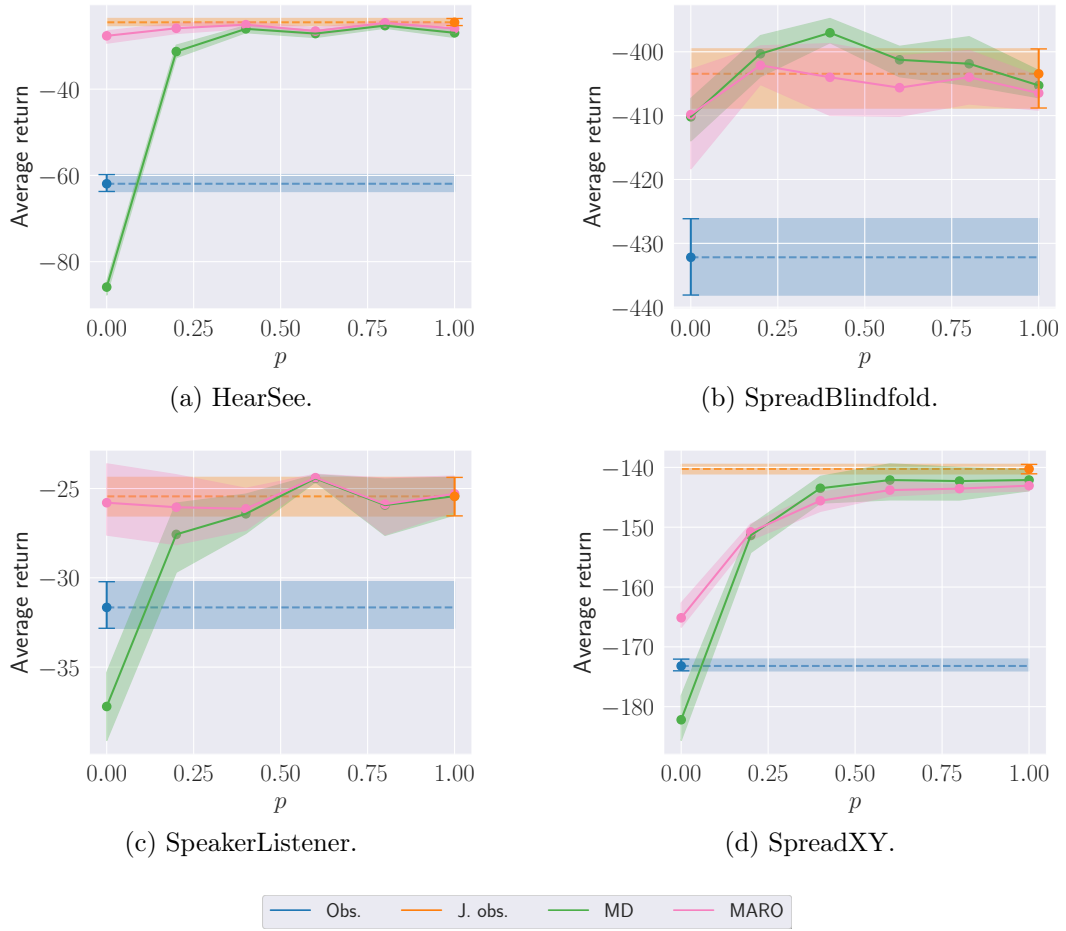 Average return
−40
−60
−80
0.00 0.25 0.50 0.75 1.00
p
(a) HearSee.
Average return
−400
−410
−420
−430
−440
0.00 0.25 0.50 0.75 1.00
p
(b) SpreadBlindfold.
Average return
−25
−30
−35
0.00 0.25 0.50 0.75 1.00
p
(c) SpeakerListener.
Average return
−140
−150
−160
−170
−180
0.00 0.25 0.50 0.75 1.00
p
(d) SpreadXY.
Obs. J. obs. MD MARO